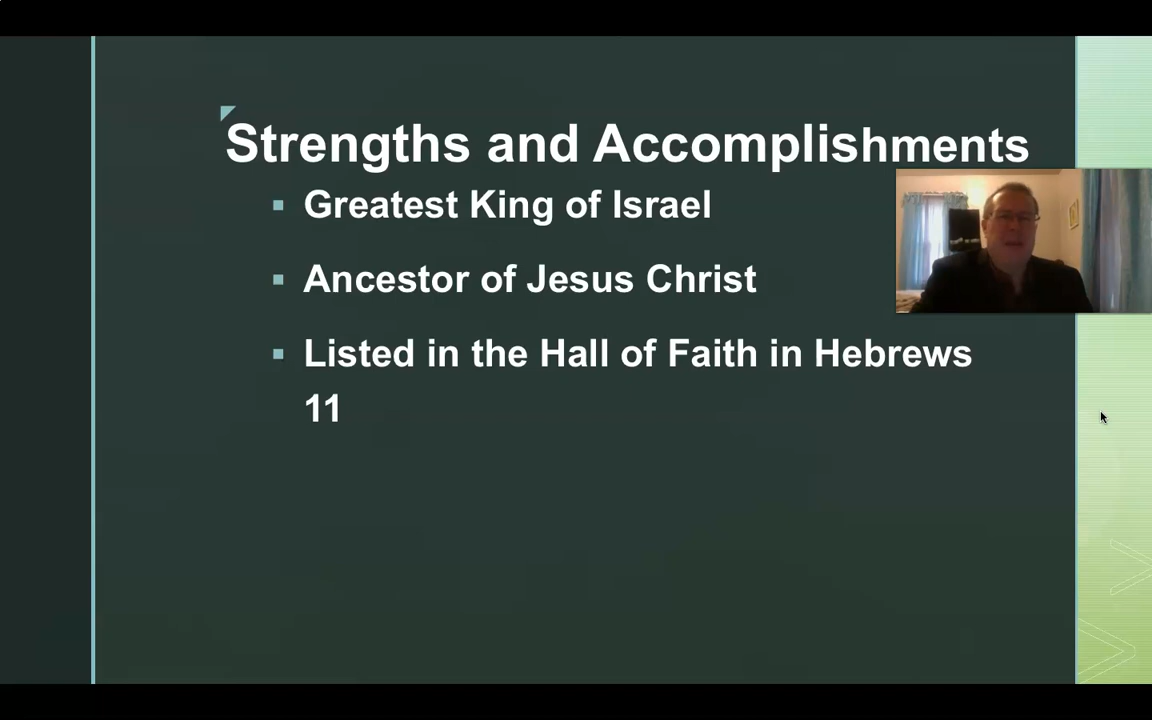 Strengths and Accomplishments
Greatest King of Israel
Ancestor of Jesus Christ
Listed in the Hall of Faith in Hebrews
11